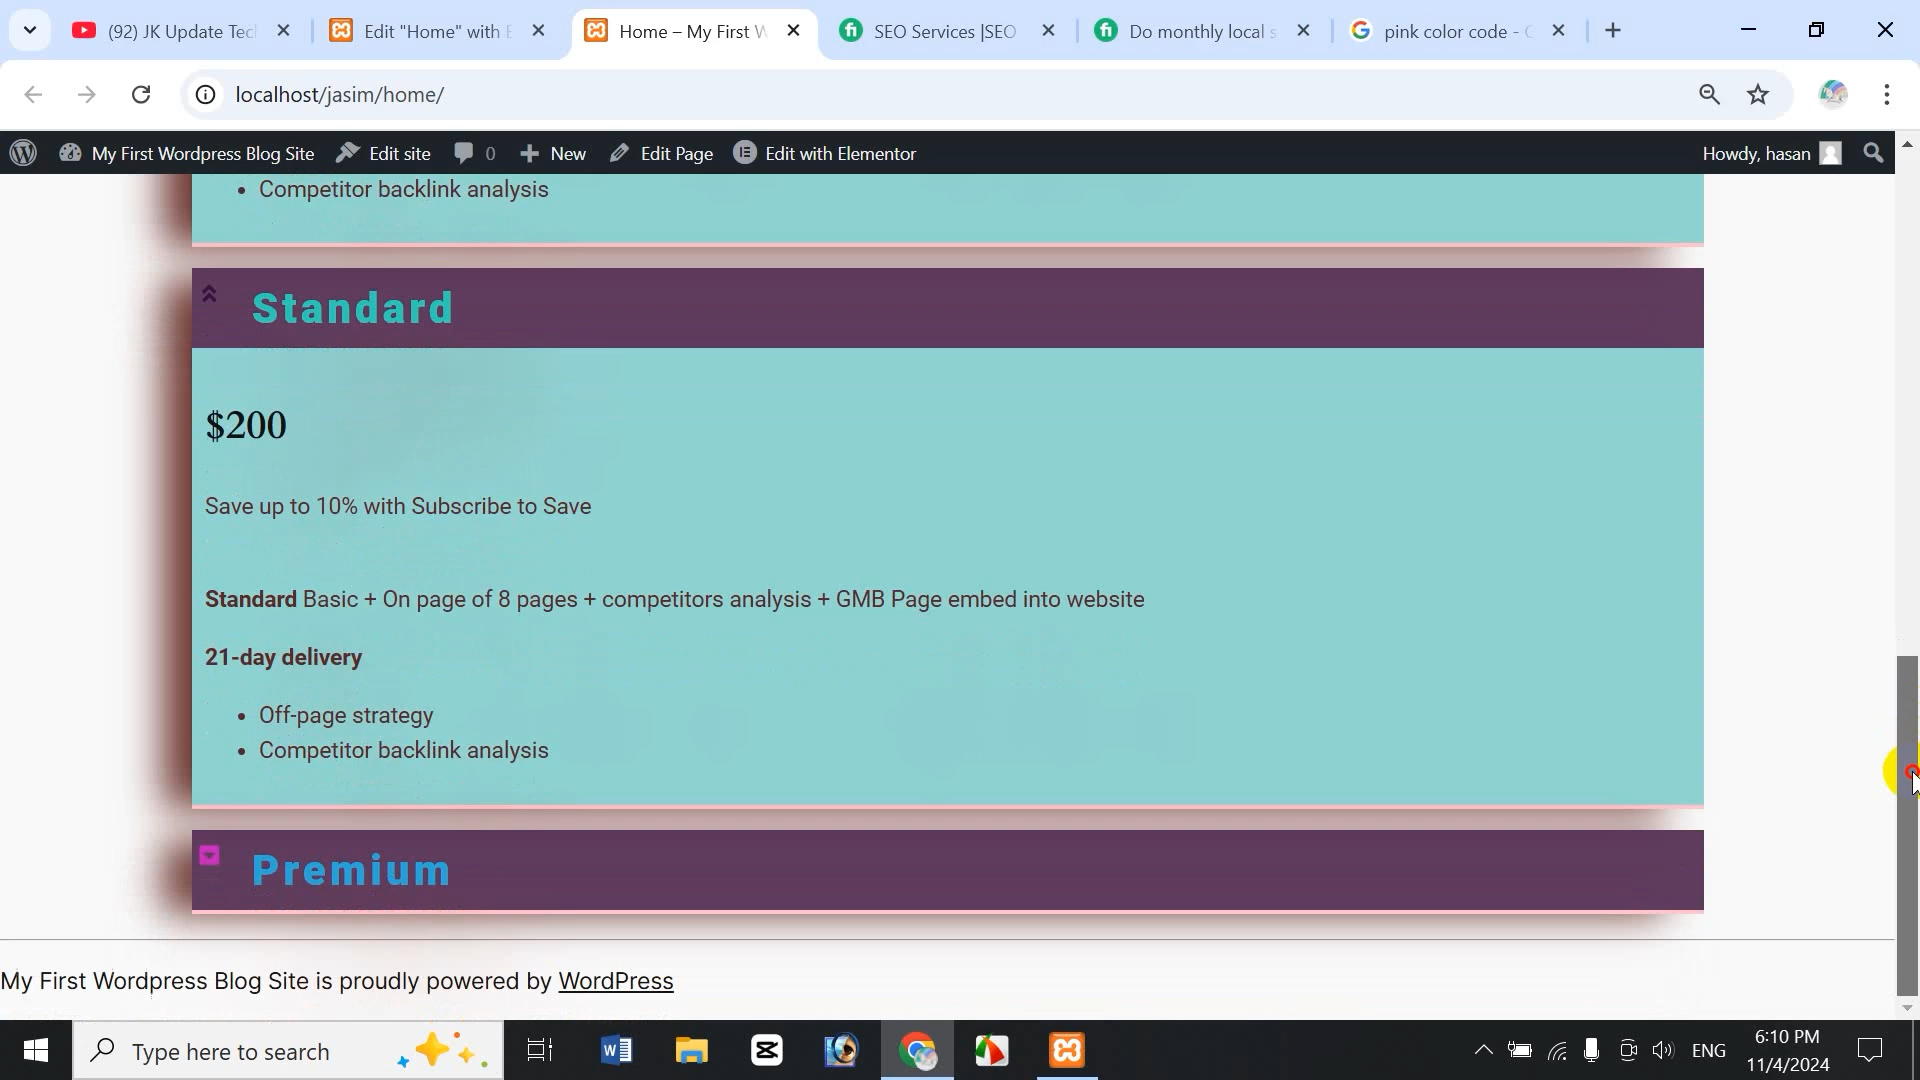 (92) JK Update Tec
Edit "Home" with
Home – My First
SEO Services |SEO
Do monthly local s
pink color code -
localhost/jasim/home/
My First Wordpress Blog Site
Edit site
0
New
Edit Page
Edit with Elementor
Howdy, hasan
• Competitor backlink analysis
Standard
$200
Save up to 10% with Subscribe to Save
Standard Basic + On page of 8 pages + competitors analysis + GMB Page embed into website
21-day delivery
• Off-page strategy
• Competitor backlink analysis
Premium
My First Wordpress Blog Site is proudly powered by WordPress
Type here to search
ENG
6:10 PM
11/4/2024